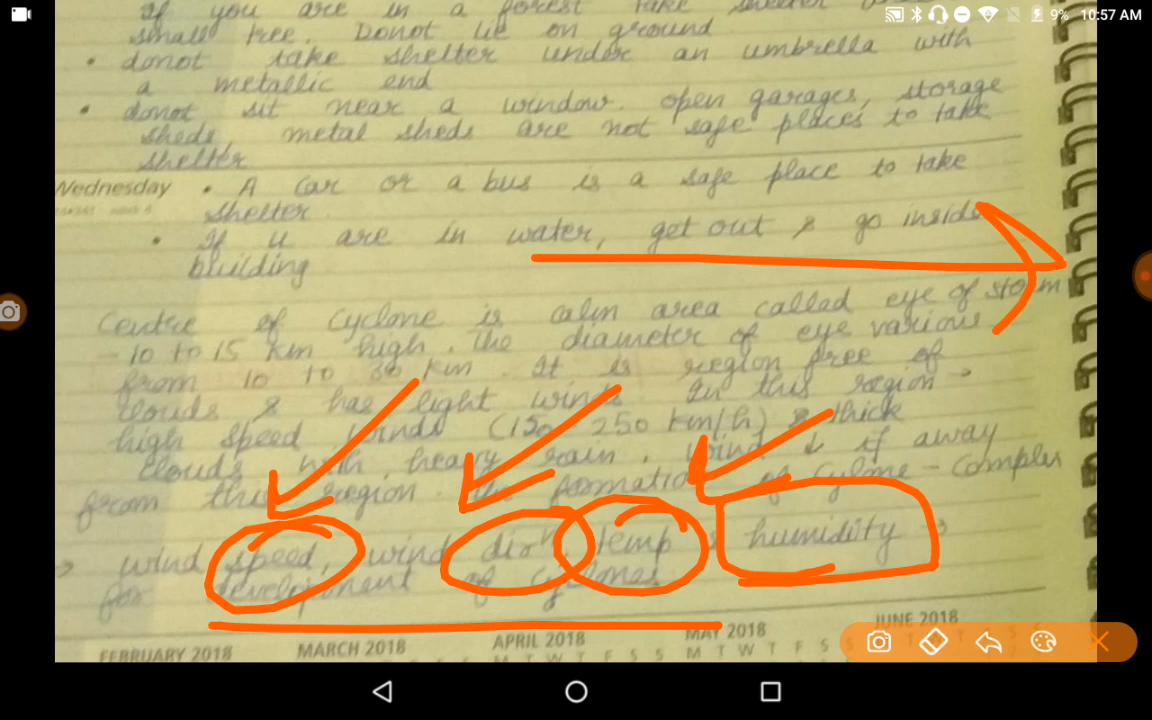 10:57 AM
9%
If you are in a forest take shelter
small tree. Donot lie on ground
• donot take shelter under an umbrella with
a metallic end
• donot sit near a window. open garages, storage
sheds, metal sheds are not safe places to take
shelter
Wednesday • A car or a bus is a safe place to take
shelter
• If u are in water, get out & go inside
building
Centre of cyclone is calm area called eye of storm
- 10 to 15 km high. The diameter of eye various
from 10 to 30 km. It is region free of
clouds & has light winds. In this region -
high speed winds (150 - 250 km/h) & thick
clouds with heavy rain. Wind & if away
from this region. The formation of cyclone - complex
→ wind speed, wind dirn, temp & humidity →
for development of cyclones
FEBRUARY 2018 MARCH 2018 APRIL 2018 MAY 2018 JUNE 2018
M T W T F S S M T W T F S S